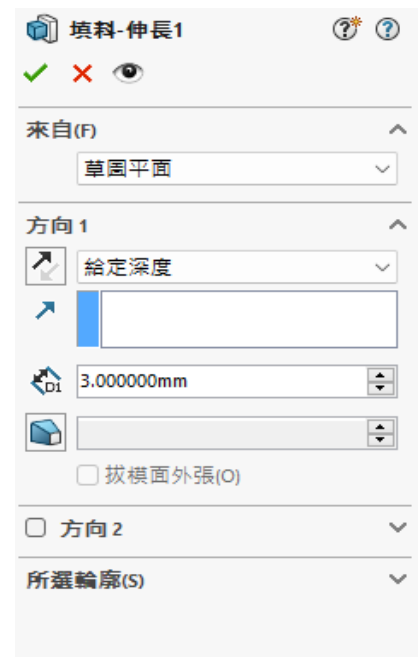 填料-伸長1
來自(F)
草圖平面
方向 1
給定深度
D1
3.000000mm
拔模面外張(O)
方向 2
所選輪廓(S)